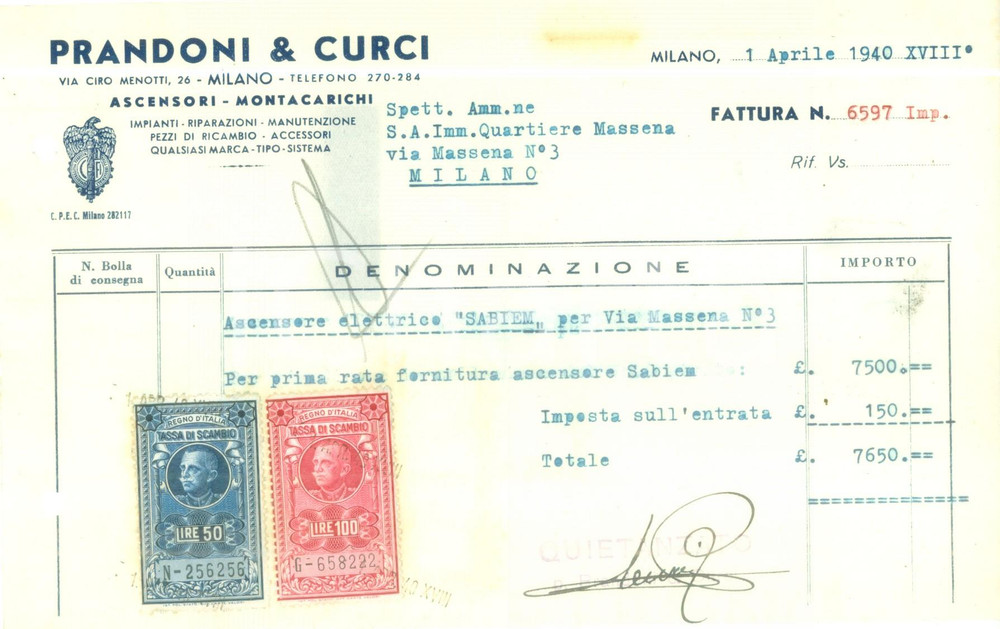 PRANDONI & CURCI
VIA CIRO MENOTTI, 26 - MILANO - TELEFONO 270-284
ASCENSORI - MONTACARICHI
IMPIANTI - RIPARAZIONI - MANUTENZIONE
PEZZI DI RICAMBIO - ACCESSORI
QUALSIASI MARCA - TIPO - SISTEMA
C.P.E.C. Milano 282117
MILANO, 1 Aprile 1940 XVIII°
Spett. Amm.ne
S.A.Imm.Quartiere Massena
via Massena N°3
MILANO
FATTURA N. 6597 Imp.
Rif. Vs.
N. Bolla di consegna
Quantità
DENOMINAZIONE
IMPORTO
Ascensore elettrico "SABIEM„ per Via Massena N°3
Per prima rata fornitura ascensore Sabiem : £. 7500.==
Imposta sull'entrata £. 150.==
Totale £. 7650.==
REGNO D'ITALIA
TASSA DI SCAMBIO
LIRE 50
N-256256
REGNO D'ITALIA
TASSA DI SCAMBIO
LIRE 100
G-658222
QUIETANZATO